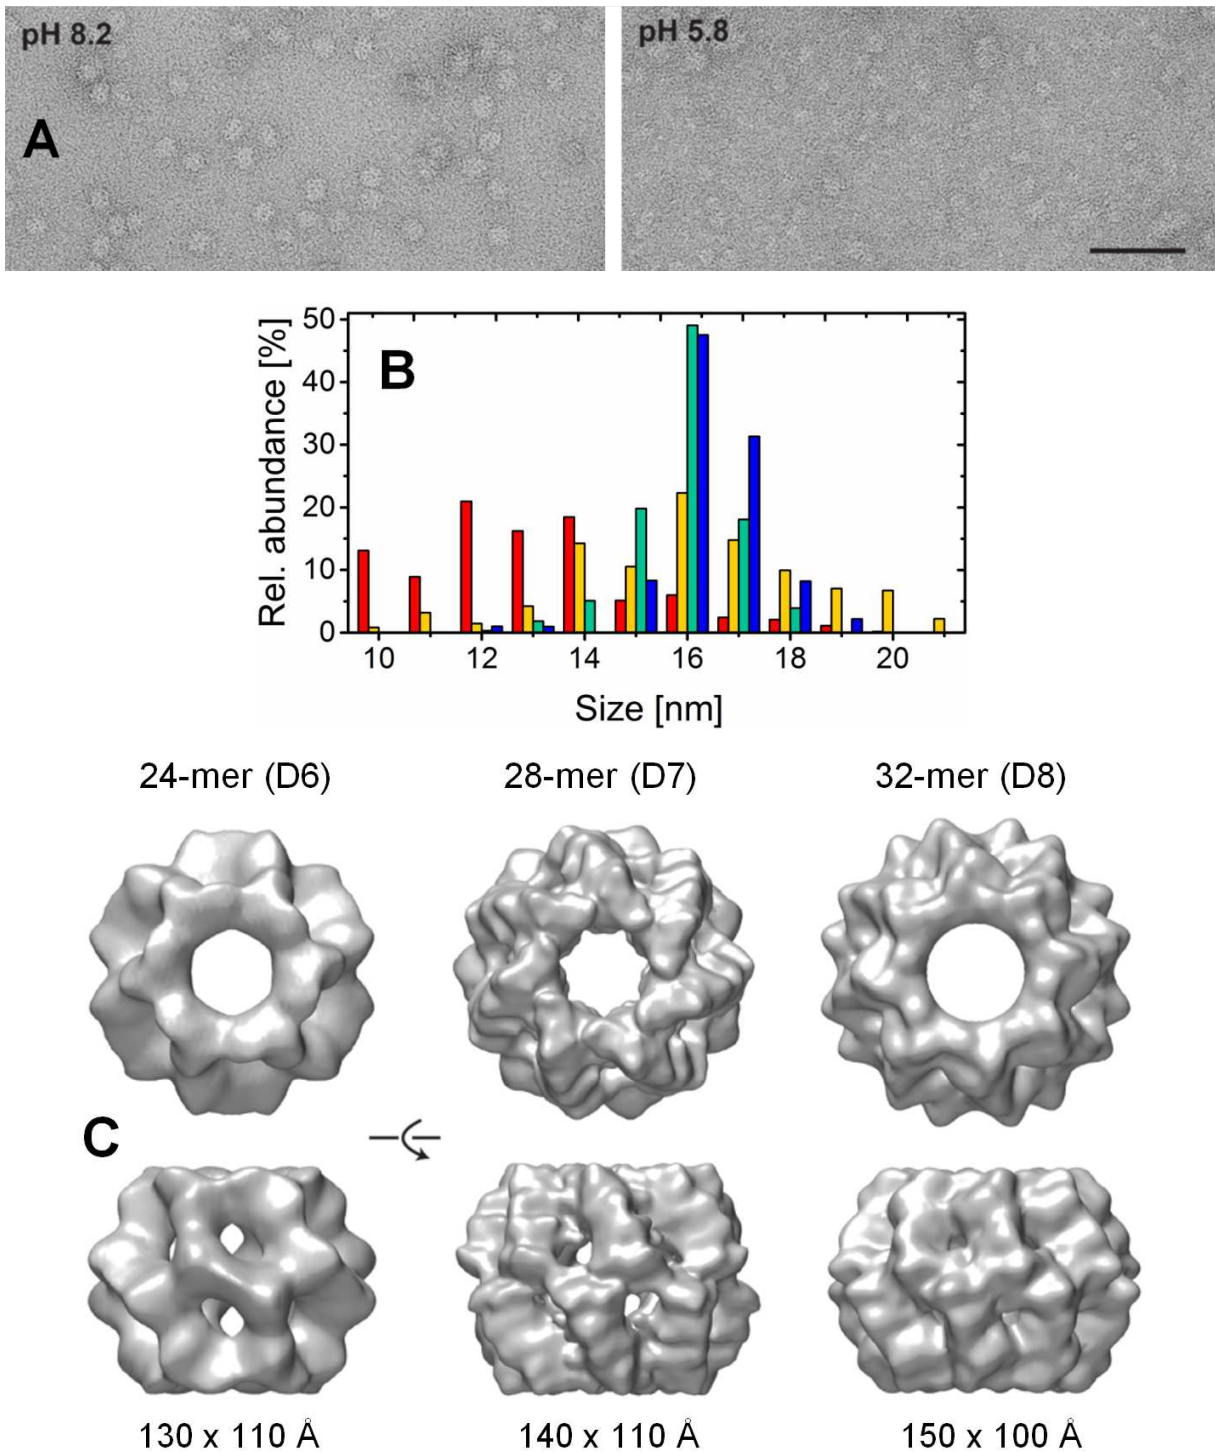 pH 8.2
pH 5.8
A
B
Rel. abundance [%]
50
40
30
20
10
0
10 12 14 16 18 20
Size [nm]
24-mer (D6) 28-mer (D7) 32-mer (D8)
C
130 x 110 Å 140 x 110 Å 150 x 100 Å